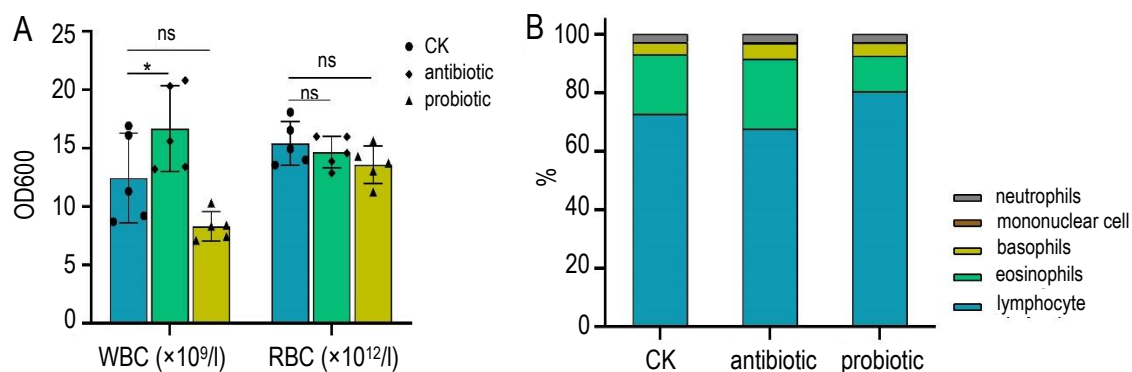 A
OD600
25
20
15
10
5
0
ns
*
ns
ns
CK
antibiotic
probiotic
WBC (×10⁹/l)
RBC (×10¹²/l)
B
%
100
80
60
40
20
0
CK
antibiotic
probiotic
neutrophils
mononuclear cell
basophils
eosinophils
lymphocyte